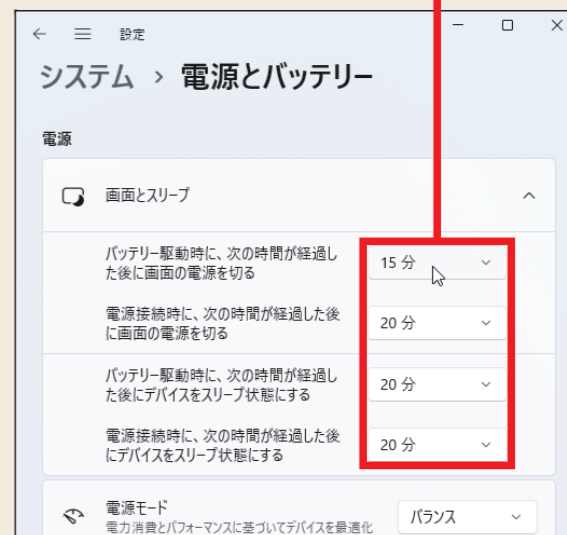 設定
システム › 電源とバッテリー
電源
画面とスリープ
バッテリー駆動時に、次の時間が経過し
た後に画面の電源を切る
15 分
電源接続時に、次の時間が経過した後
に画面の電源を切る
20 分
バッテリー駆動時に、次の時間が経過し
た後にデバイスをスリープ状態にする
20 分
電源接続時に、次の時間が経過した後
にデバイスをスリープ状態にする
20 分
電源モード
電力消費とパフォーマンスに基づいてデバイスを最適化
バランス